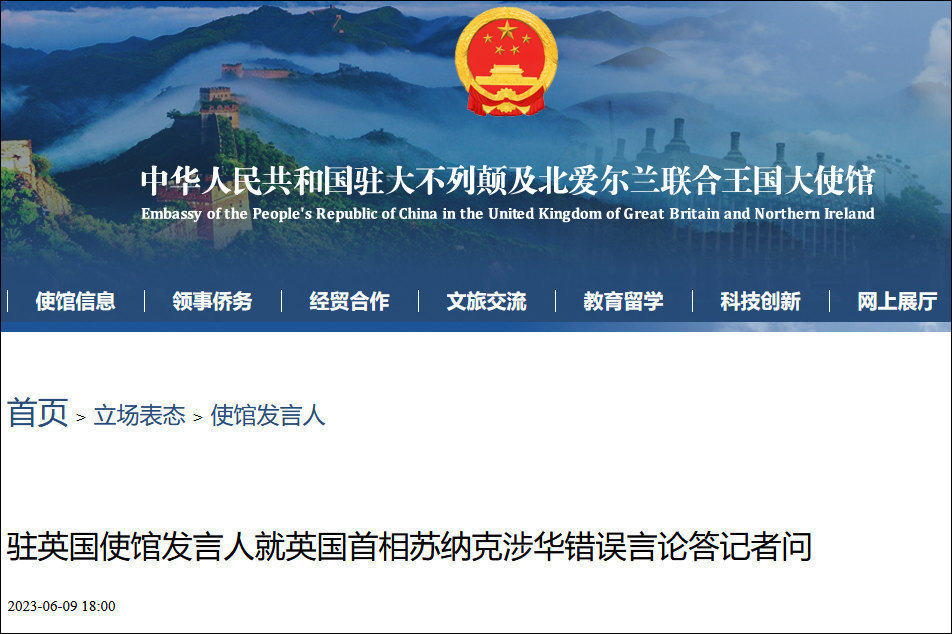 中华人民共和国驻大不列颠及北爱尔兰联合王国大使馆
Embassy of the People's Republic of China in the United Kingdom of Great Britain and Northern Ireland
使馆信息 领事侨务 经贸合作 文旅交流 教育留学 科技创新 网上展厅
首页 > 立场表态 > 使馆发言人
驻英国使馆发言人就英国首相苏纳克涉华错误言论答记者问
2023-06-09 18:00